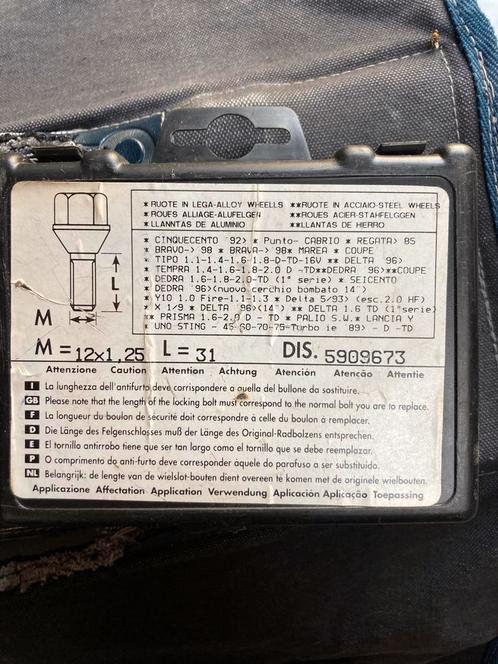 * RUOTE IN LEGA-ALLOY WHEELLS **RUOTE IN ACCIAIO-STEEL WHEELS
* ROUES ALLIAGE-ALUFELGEN **ROUES ACIER-STAHFELGGEN
* LLANNTAS DE ALUMINIO **LLANTAS DE HIERRO
* CINQUECENTO '92> * Punto- CABRIO * REGATA> 85
* BRAVO-> 98 * BRAVA-> 98* MAREA * COUPE
* TIPO 1.1-1.4-1.6-1.8-D-TD-16V ** DELTA 96>
* TEMPRA 1.4-1.6-1.8-2.0 D -TD**DEDRA 96>**COUPE
* DEDRA 1.6-1.8-2.0-TD (1° serie) * SEICENTO
* DEDRA 96>(nuovo cerchio bombato 14")
* Y10 1.0 Fire-1.1-1.3 * Delta 5/93> (esc.2.0 HF)
* X 1/9 * DELTA 96>(14") ** DELTA 1.6 TD (1°serie)
* PRISMA 1.6-2.0 D - TD * PALIO S.W.* LANCIA Y
* UNO STING - 45-60-70-75-Turbo ie 89> - D -TD
L
M
M = 12x1,25 L = 31 DIS. 5909673
Attenzione Caution Attention Achtung Atención Atenção Attentie
I La lunghezza dell'antifurto deve corrispondere a quella del bullone da sostituire.
GB Please note that the length of the locking bolt must correspond to the normal bolt you are to replace.
F La longueur du boulon de sécurité doit correspondre à celle du boulon à remplacer.
D Die Länge des Felgenschlosses muß der Länge des Original-Radbolzens entsprechen.
E El tornillo antirrobo tiene que ser tan largo como el tornillo que se debe reemplazar.
P O comprimento do anti-furto deve corresponder àquele do parafuso a ser substituido.
NL Belangrijk: de lengte van de wielslot-bouten dient overeen te komen met de originele wielbouten.
Applicazione Affectation Application Verwendung Aplicación Aplicação Toepassing